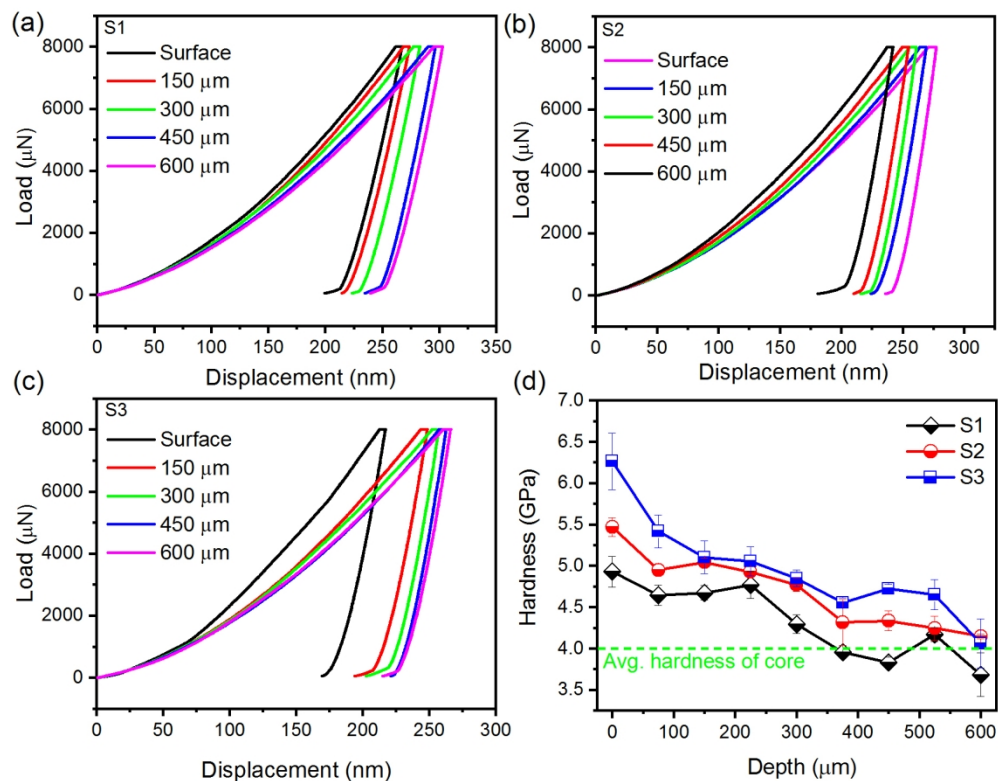 (a)
S1
Surface
150 μm
300 μm
450 μm
600 μm
Load (μN)
8000
6000
4000
2000
0
0 50 100 150 200 250 300 350
Displacement (nm)
(b)
S2
Surface
150 μm
300 μm
450 μm
600 μm
Load (μN)
8000
6000
4000
2000
0
0 50 100 150 200 250 300
Displacement (nm)
(c)
S3
Surface
150 μm
300 μm
450 μm
600 μm
Load (μN)
8000
6000
4000
2000
0
0 50 100 150 200 250 300
Displacement (nm)
(d)
S1
S2
S3
Hardness (GPa)
7.0
6.5
6.0
5.5
5.0
4.5
4.0
3.5
Avg. hardness of core
0 100 200 300 400 500 600
Depth (μm)